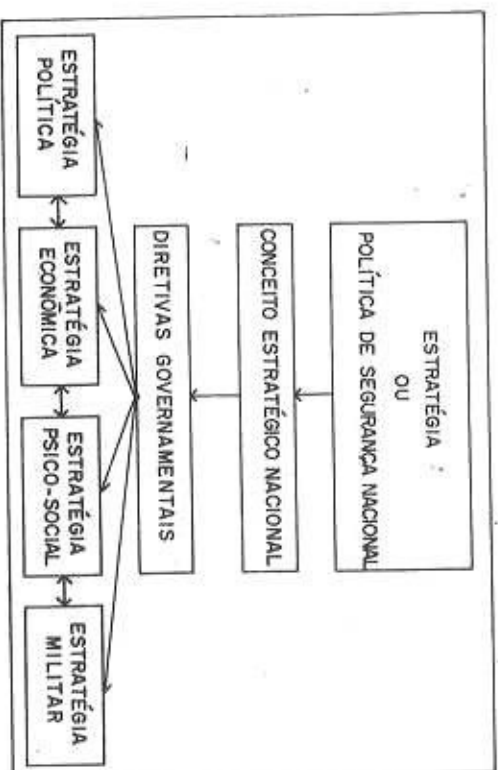 ESTRATÉGIA
OU
POLÍTICA DE SEGURANÇA NACIONAL
CONCEITO ESTRATÉGICO NACIONAL
DIRETIVAS GOVERNAMENTAIS
ESTRATÉGIA
POLÍTICA
ESTRATÉGIA
ECONÔMICA
ESTRATÉGIA
PSICO-SOCIAL
ESTRATÉGIA
MILITAR